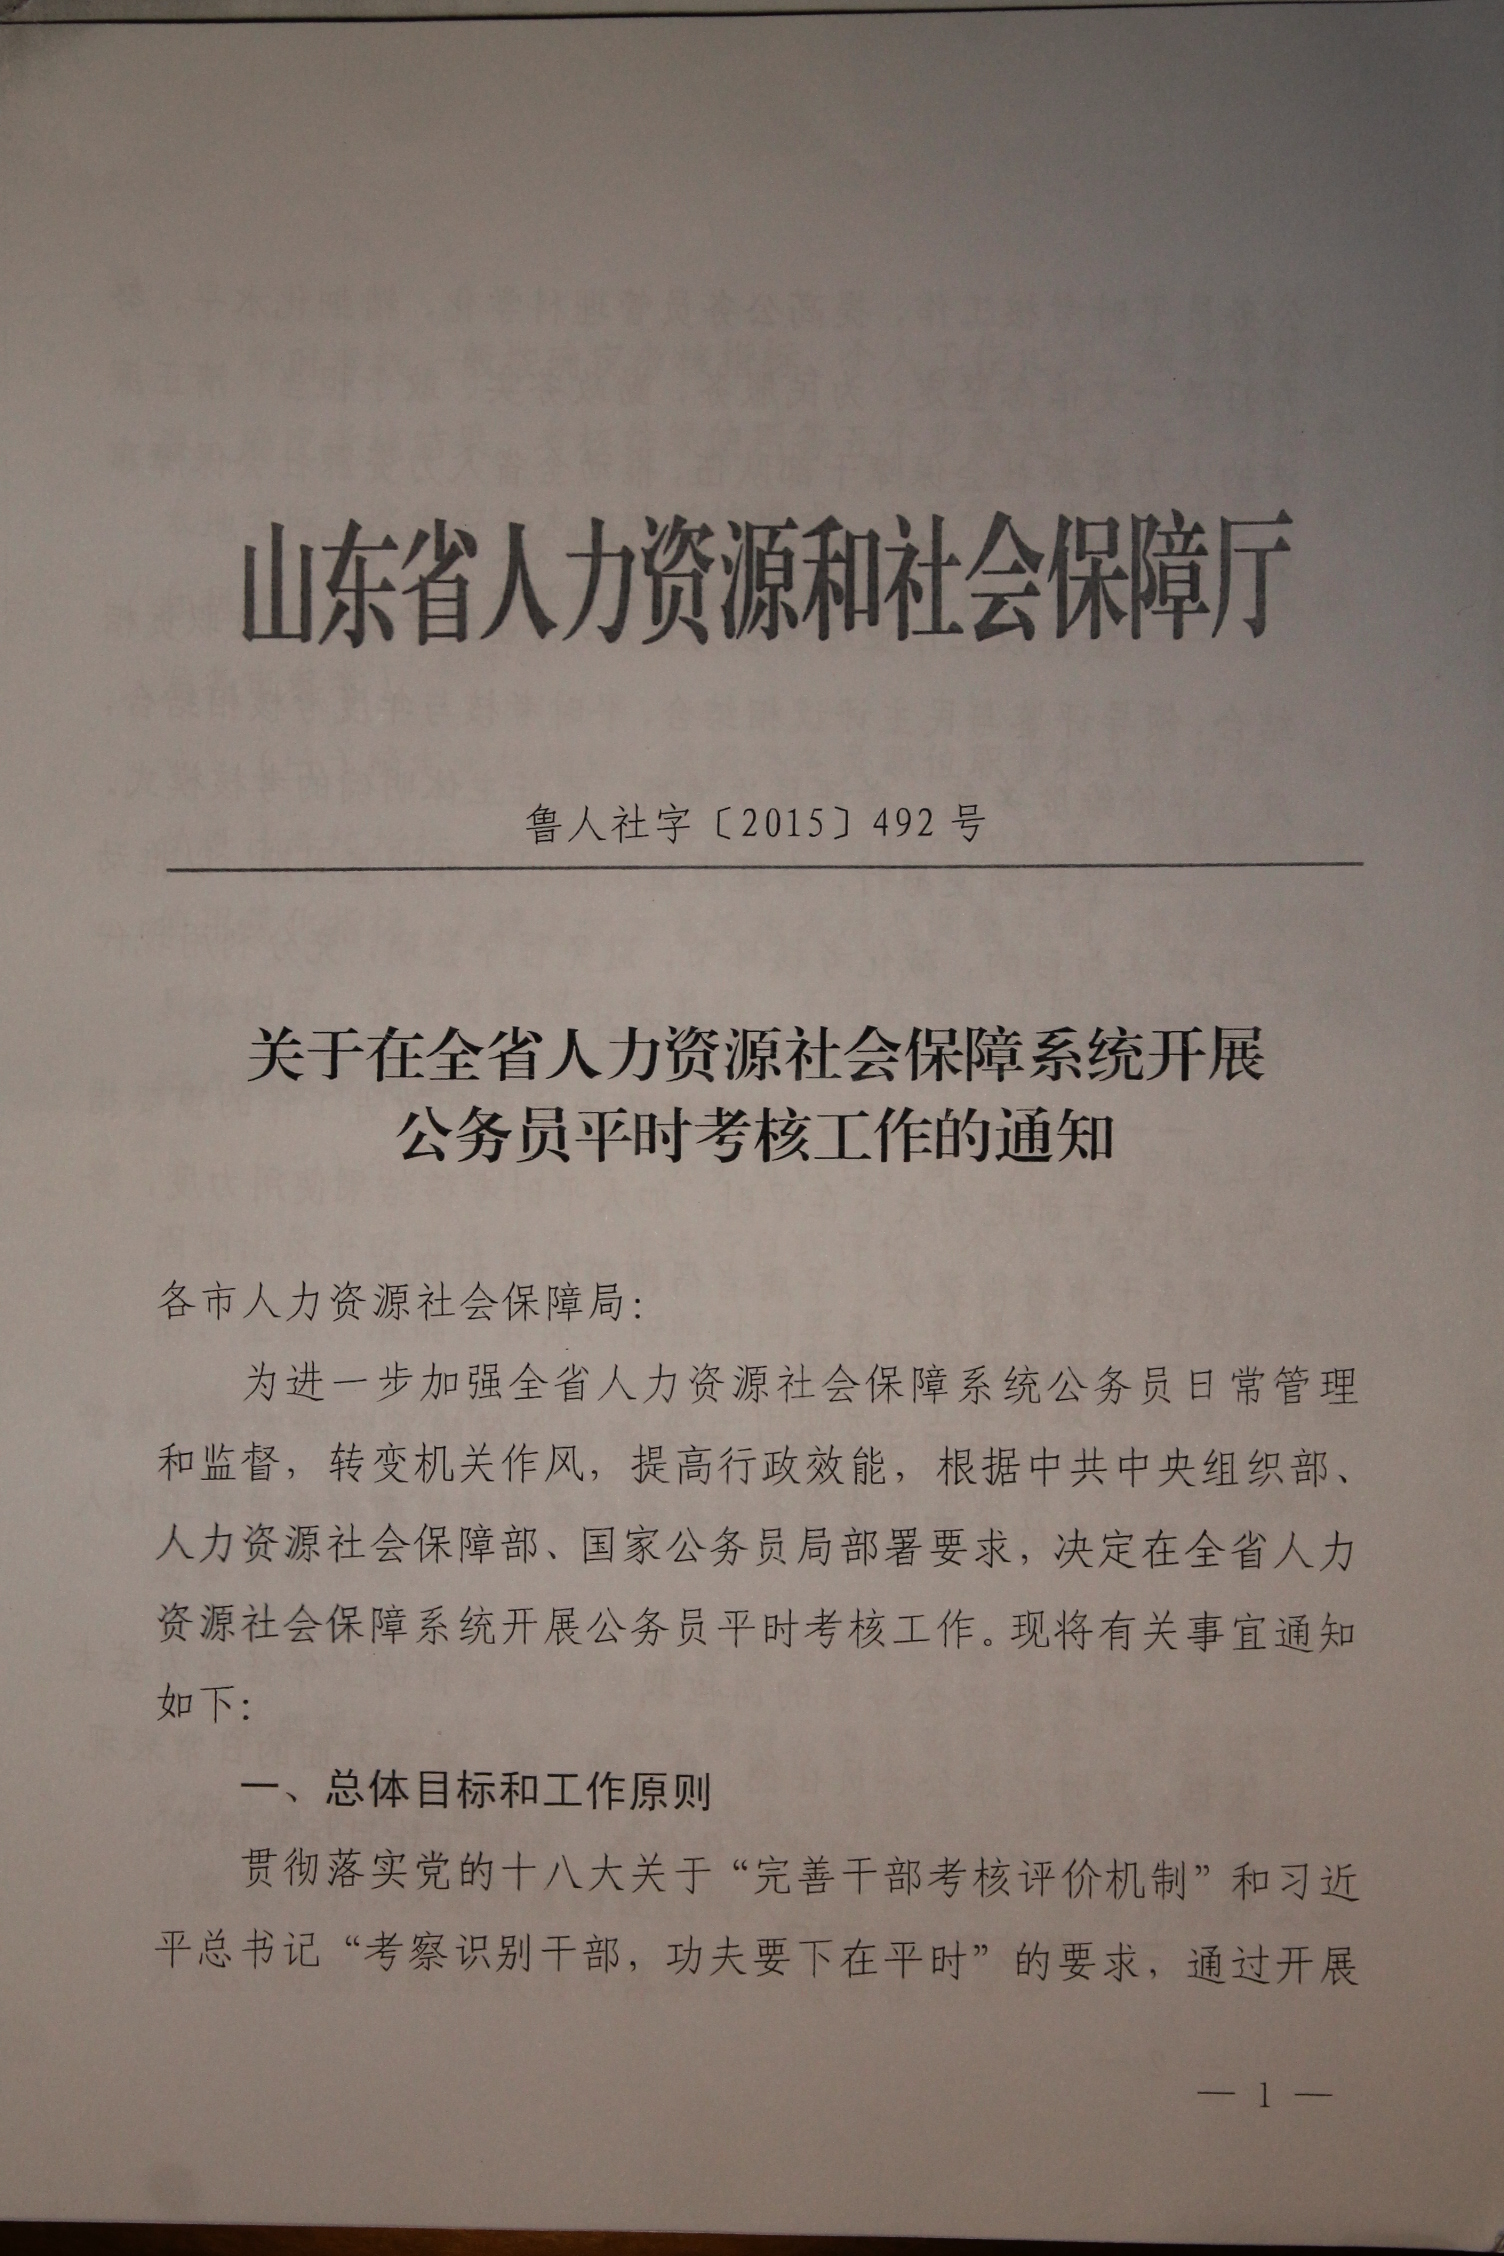 山东省人力资源和社会保障厅
鲁人社字〔2015〕492号
关于在全省人力资源社会保障系统开展
公务员平时考核工作的通知
各市人力资源社会保障局：
为进一步加强全省人力资源社会保障系统公务员日常管理
和监督，转变机关作风，提高行政效能，根据中共中央组织部、
人力资源社会保障部、国家公务员局部署要求，决定在全省人力
资源社会保障系统开展公务员平时考核工作。现将有关事宜通知
如下：
一、总体目标和工作原则
贯彻落实党的十八大关于“完善干部考核评价机制”和习近
平总书记“考察识别干部，功夫要下在平时”的要求，通过开展
— 1 —